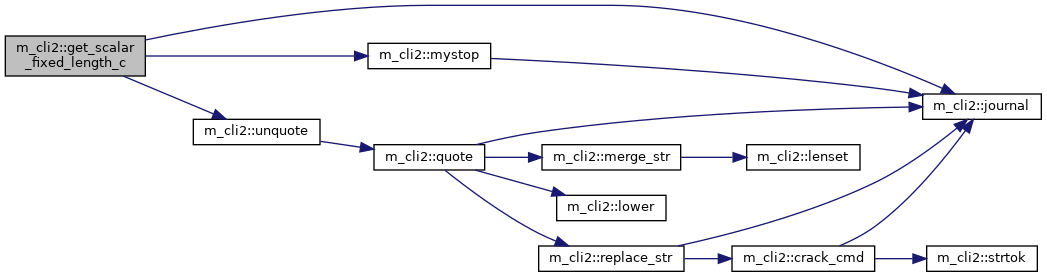 m_cli2::get_scalar
_fixed_length_c
m_cli2::mystop
m_cli2::journal
m_cli2::unquote
m_cli2::quote
m_cli2::merge_str
m_cli2::lenset
m_cli2::lower
m_cli2::replace_str
m_cli2::crack_cmd
m_cli2::strtok